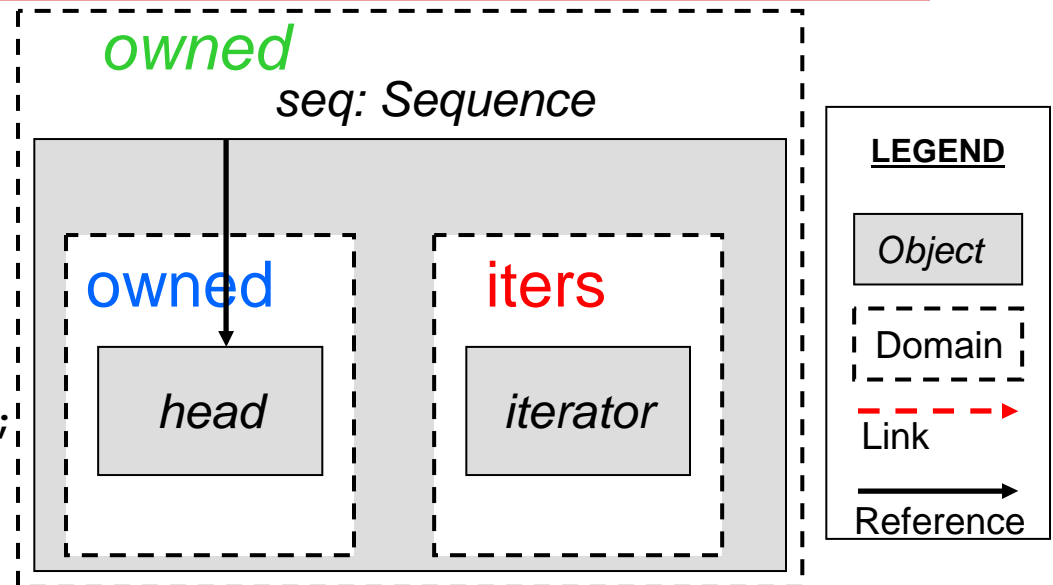 owned
seq: Sequence
owned
iters
head
iterator
;
LEGEND
Object
Domain
Link
Reference